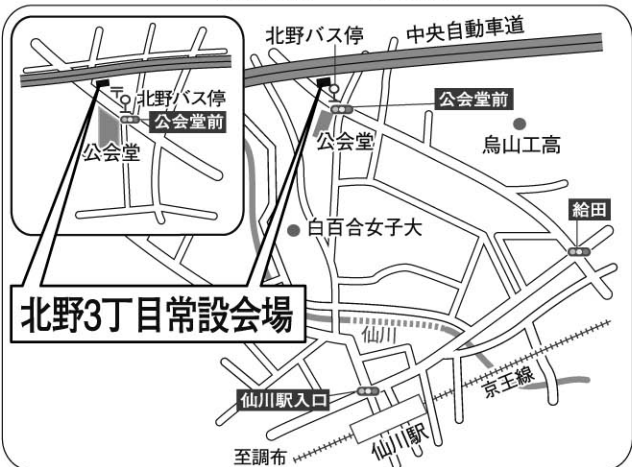 北野バス停
中央自動車道
〒
北野バス停
公会堂前
公会堂
公会堂前
公会堂
烏山工高
給田
白百合女子大
北野3丁目常設会場
仙川
仙川駅入口
京王線
仙川駅
至調布